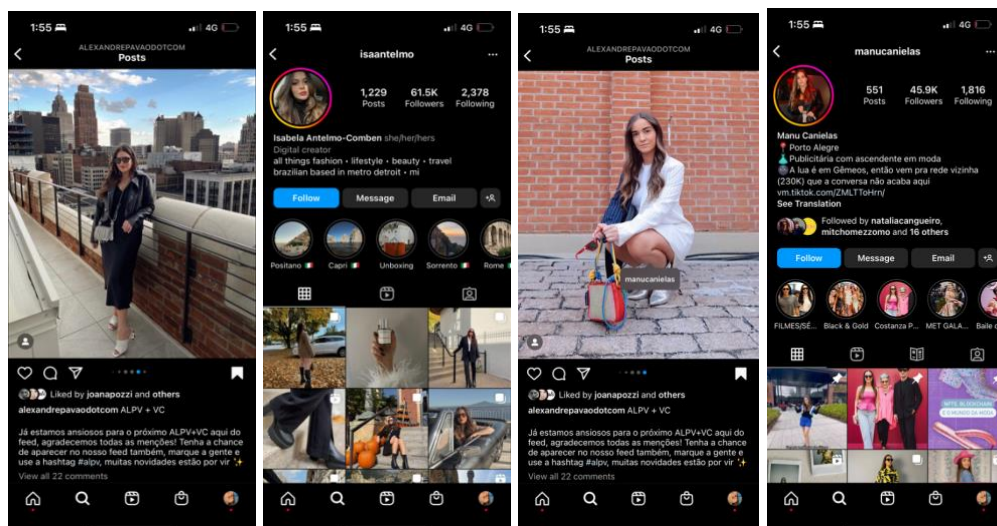 1:55
4G
ALEXANDREPAVAODOTCOM
Posts
Liked by joanapozzi and others
alexandrepavaodotcom ALPV + VC
Já estamos ansiosos para o próximo ALPV+VC aqui do
feed, agradecemos todas as menções! Tenha a chance
de aparecer no nosso feed também, marque a gente e
use a hashtag #alpv, muitas novidades estão por vir ✨
View all 22 comments
1:55
4G
isaantelmo
1,229 61.5K 2,378
Posts Followers Following
Isabela Antelmo-Comben she/her/hers
Digital creator
all things fashion • lifestyle • beauty • travel
brazilian based in metro detroit • mi
Follow Message Email
Positano 🇮🇹 Capri 🇮🇹 Unboxing Sorrento 🇮🇹 Rome
1:55
4G
ALEXANDREPAVAODOTCOM
Posts
manucanielas
Liked by joanapozzi and others
alexandrepavaodotcom ALPV + VC
Já estamos ansiosos para o próximo ALPV+VC aqui do
feed, agradecemos todas as menções! Tenha a chance
de aparecer no nosso feed também, marque a gente e
use a hashtag #alpv, muitas novidades estão por vir ✨
View all 22 comments
1:55
4G
manucanielas
551 45.9K 1,816
Posts Followers Following
Manu Canielas
📍 Porto Alegre
Publicitária com ascendente em moda
A lua é em Gêmeos, então vem pra rede vizinha
(230K) que a conversa não acaba aqui
vm.tiktok.com/ZMLTToHrn/
See Translation
Followed by nataliacangueiro,
mitchomezzomo and 16 others
Follow Message Email
FILMES/SÉ... Black & Gold Costanza P... MET GALA... Baile d
NFTS, BLOCKCHAIN
E O MUNDO DA MODA